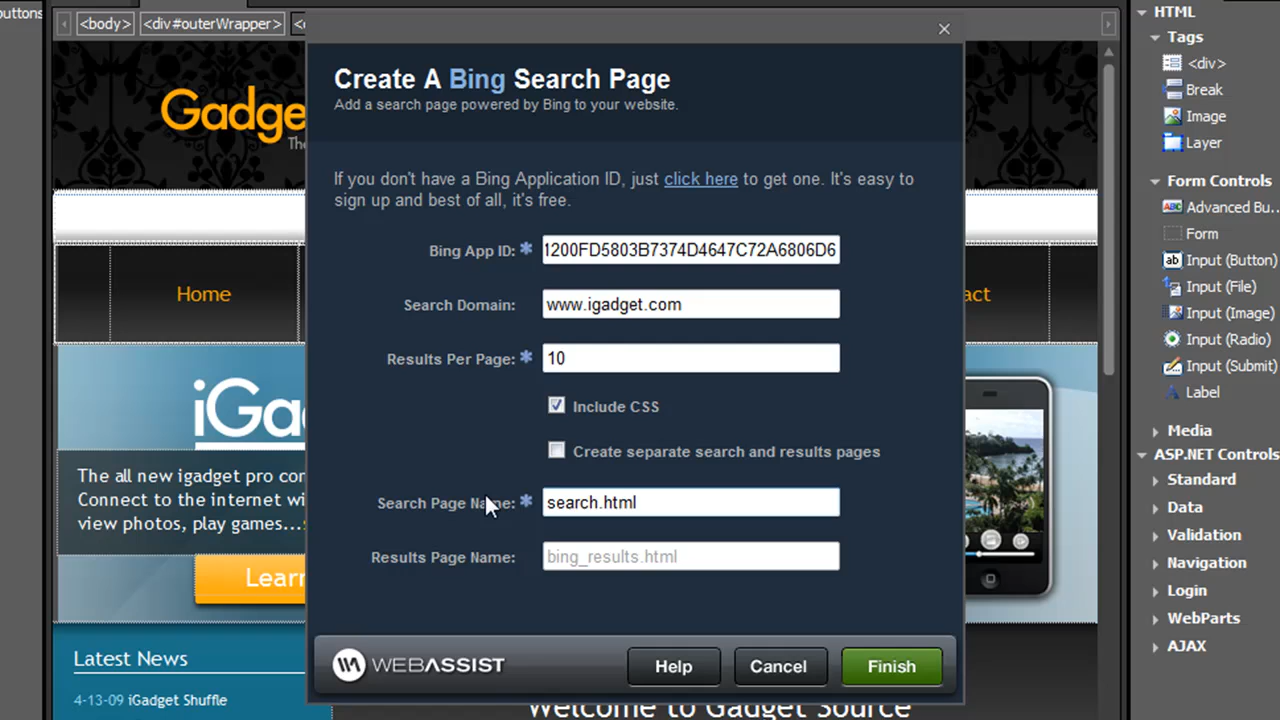 buttons
<body> <div#outerWrapper>
Gadge
The
Home
act
iGad
The all new igadget pro
Connect to the internet
view photos, play games...
Learn
Latest News
4-13-09 iGadget Shuffle
Welcome to Gadget Source
Create A Bing Search Page
Add a search page powered by Bing to your website.
If you don't have a Bing Application ID, just click here to get one. It's easy to
sign up and best of all, it's free.
Bing App ID: * 1200FD5803B7374D4647C72A6806D6
Search Domain: www.igadget.com
Results Per Page: * 10
Include CSS
Create separate search and results pages
Search Page Name: * search.html
Results Page Name: bing_results.html
WEBASSIST
Help Cancel Finish
HTML
Tags
<div>
Break
Image
Layer
Form Controls
Advanced Bu...
Form
Input (Button)
Input (File)
Input (Image)
Input (Radio)
Input (Submit)
Label
Media
ASP.NET Controls
Standard
Data
Validation
Navigation
Login
WebParts
AJAX